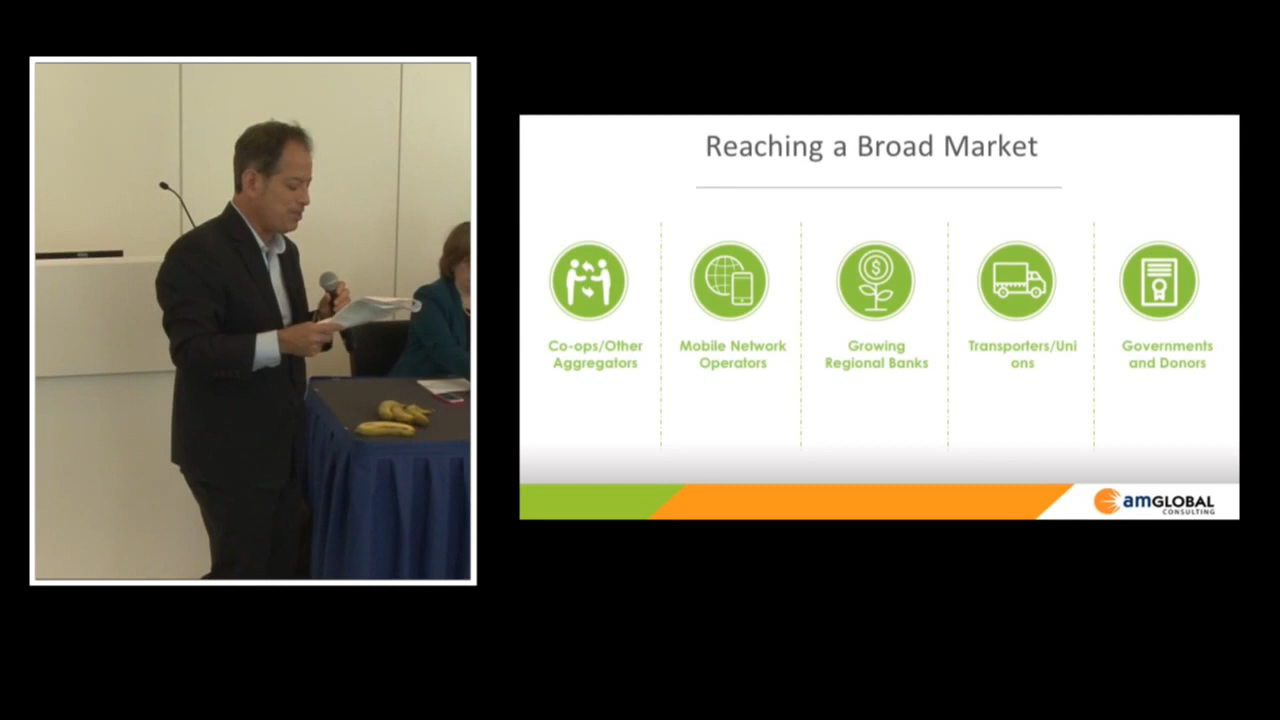 Reaching a Broad Market
Co-ops/Other
Aggregators
Mobile Network
Operators
Growing
Regional Banks
Transporters/Uni
ons
Governments
and Donors
amGLOBAL
CONSULTING